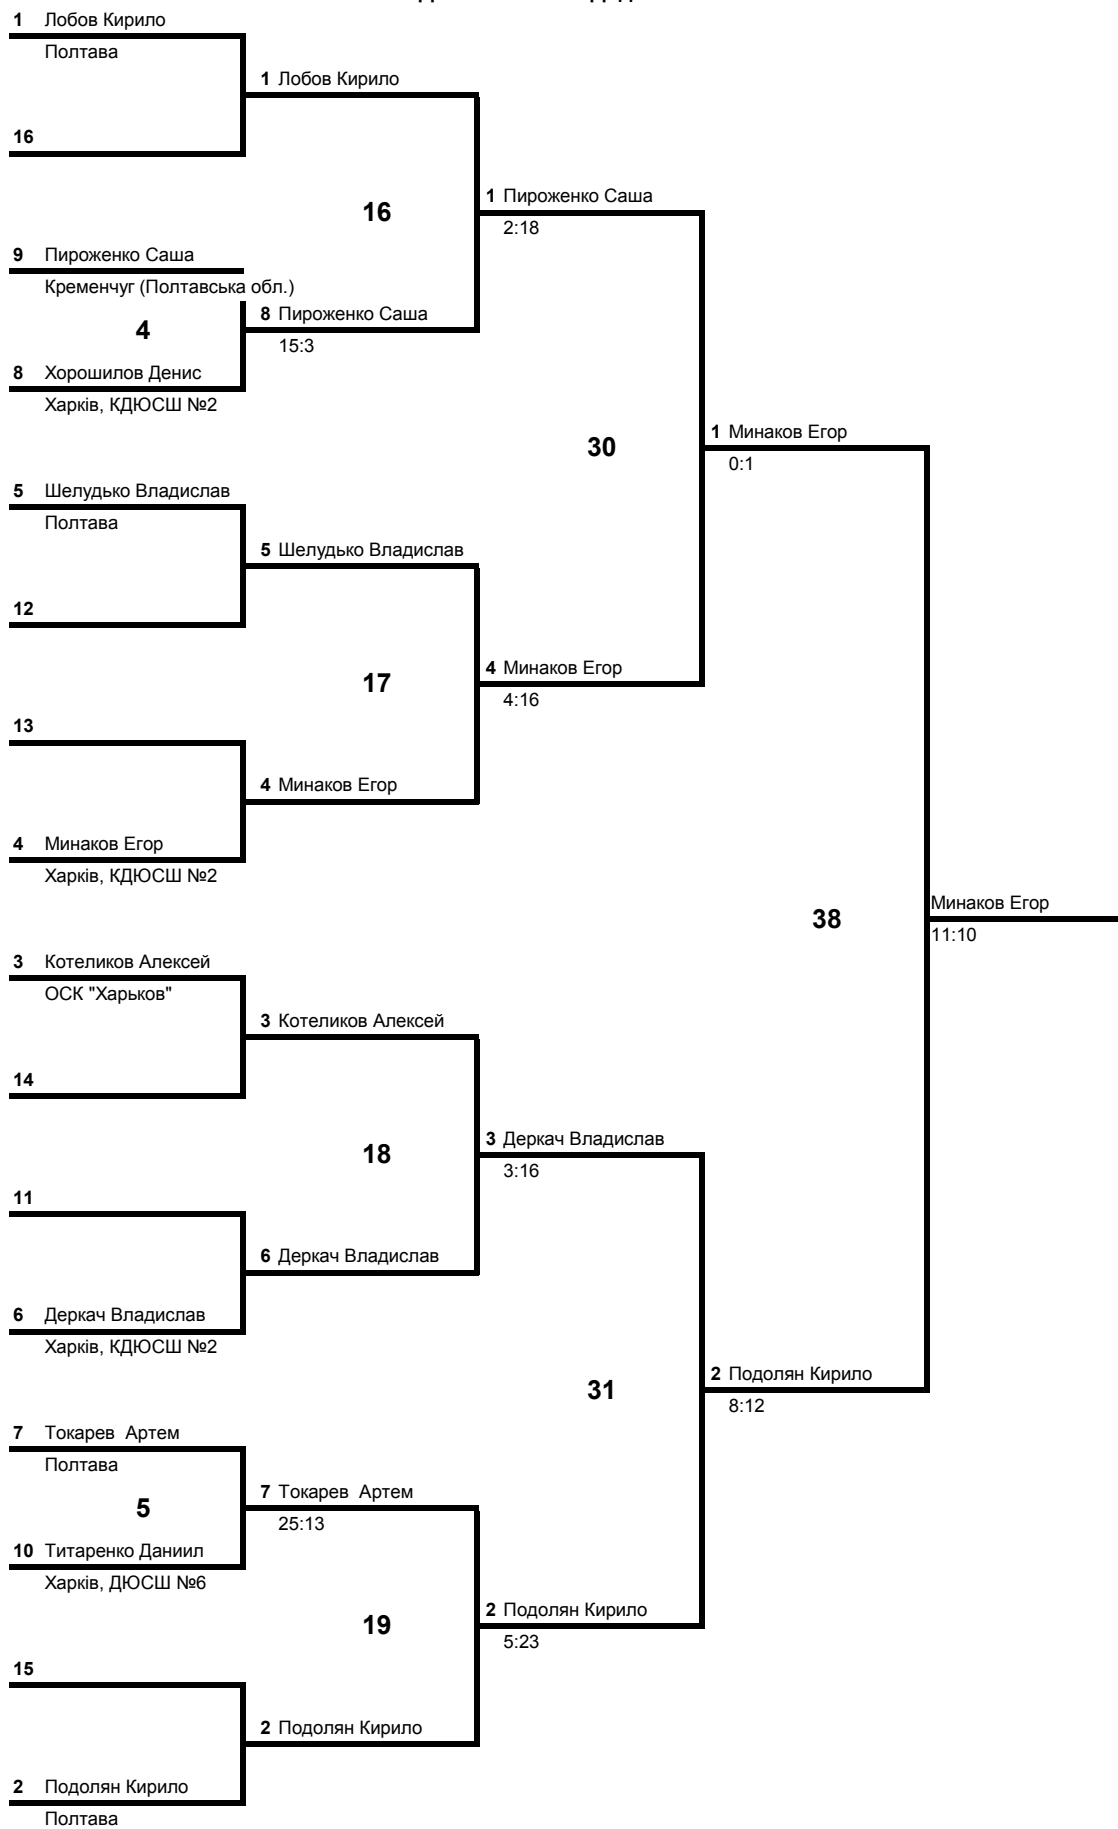 1 Лобов Кирило
Полтава
1 Лобов Кирило
16
16
1 Пироженко Саша
2:18
9 Пироженко Саша
Кременчуг (Полтавська обл.)
8 Пироженко Саша
4
15:3
8 Хорошилов Денис
Харків, КДЮСШ №2
30
1 Минаков Егор
0:1
5 Шелудько Владислав
Полтава
5 Шелудько Владислав
12
17
4 Минаков Егор
4:16
13
4 Минаков Егор
4 Минаков Егор
Харків, КДЮСШ №2
38
Минаков Егор
11:10
3 Котеликов Алексей
ОСК "Харьков"
3 Котеликов Алексей
14
18
3 Деркач Владислав
3:16
11
6 Деркач Владислав
6 Деркач Владислав
Харків, КДЮСШ №2
31
2 Подолян Кирило
8:12
7 Токарев  Артем
Полтава
7 Токарев  Артем
5
25:13
10 Титаренко Даниил
Харків, ДЮСШ №6
19
2 Подолян Кирило
5:23
15
2 Подолян Кирило
2 Подолян Кирило
Полтава